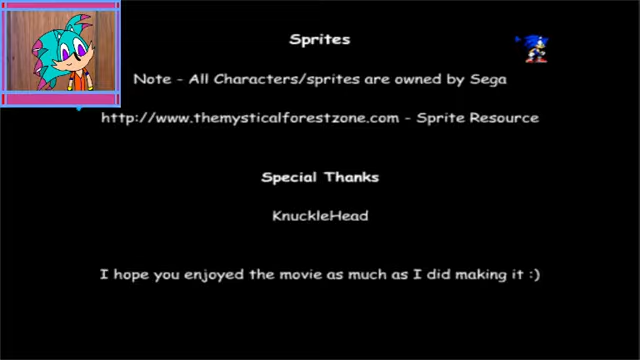 Sprites
Note - All Characters/sprites are owned by Sega
http://www.themysticalforestzone.com - Sprite Resource
Special Thanks
KnuckleHead
I hope you enjoyed the movie as much as I did making it :)